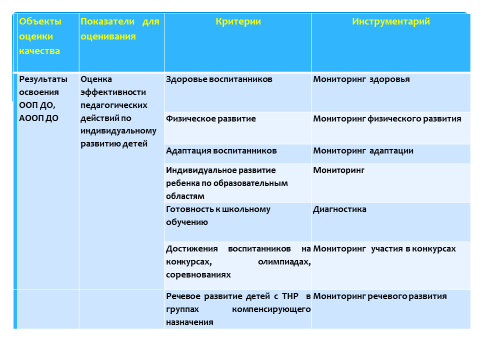 Объекты оценки качества
Показатели для оценивания
Критерии
Инструментарий
Результаты освоения ООП ДО, АООП ДО
Оценка эффективности педагогических действий по индивидуальному развитию детей
Здоровье воспитанников
Мониторинг здоровья
Физическое развитие
Мониторинг физического развития
Адаптация воспитанников
Мониторинг адаптации
Индивидуальное развитие ребенка по образовательным областям
Мониторинг
Готовность к школьному обучению
Диагностика
Достижения воспитанников на конкурсах, олимпиадах, соревнованиях
Мониторинг участия в конкурсах
Речевое развитие детей с ТНР в группах компенсирующего назначения
Мониторинг речевого развития